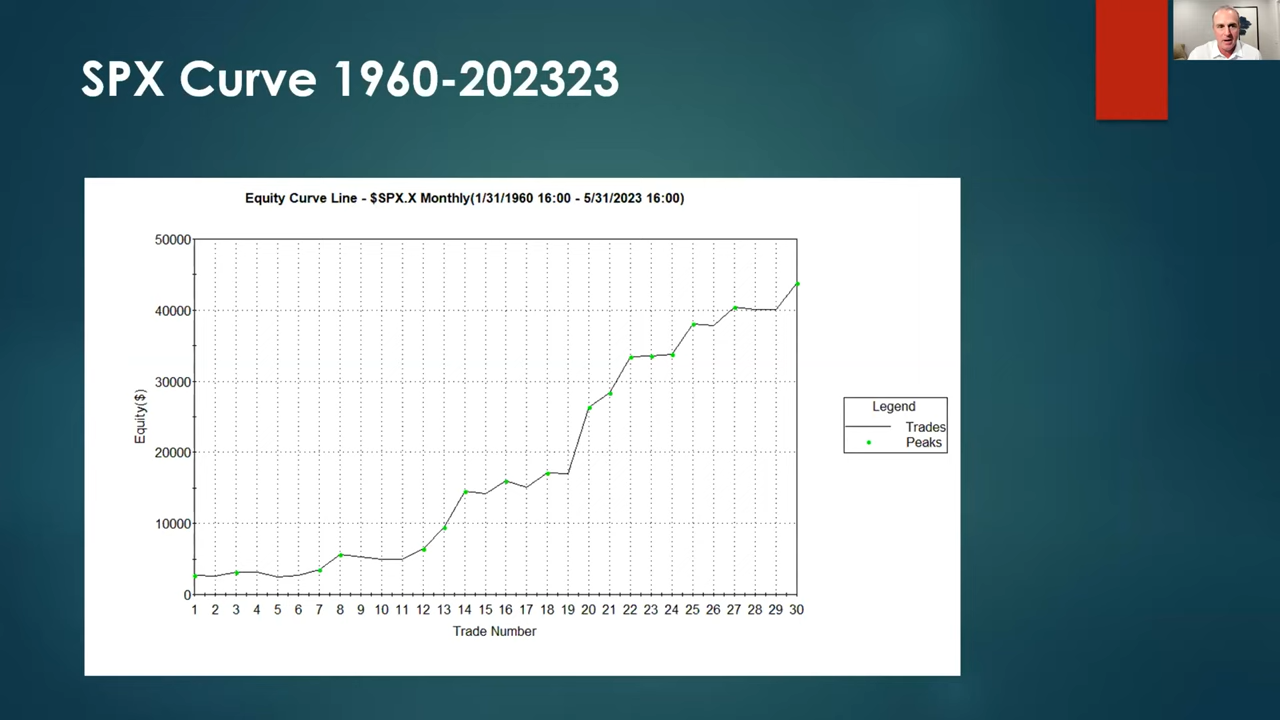 SPX Curve 1960-202323
Equity Curve Line - $SPX.X Monthly(1/31/1960 16:00 - 5/31/2023 16:00)
50000
40000
30000
20000
10000
0
Equity($)
1 2 3 4 5 6 7 8 9 10 11 12 13 14 15 16 17 18 19 20 21 22 23 24 25 26 27 28 29 30
Trade Number
Legend
Trades
Peaks